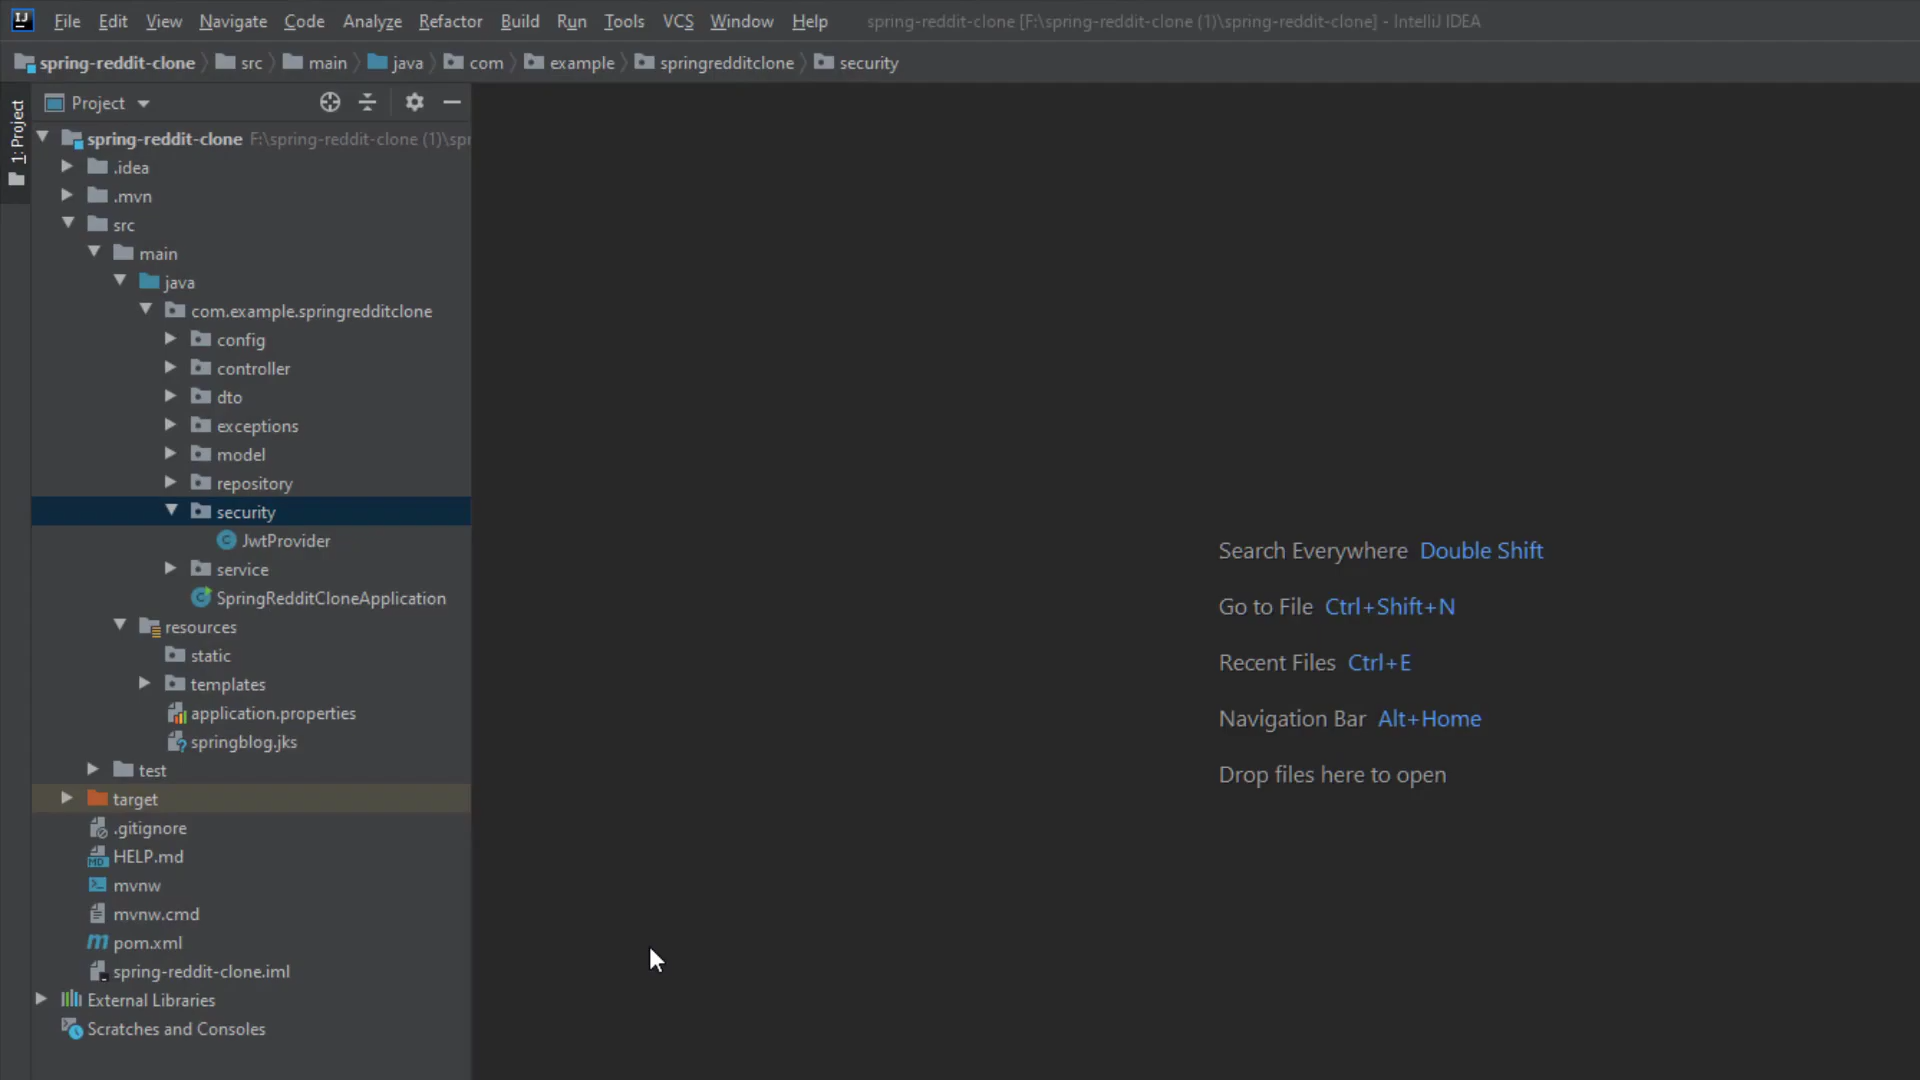 File Edit View Navigate Code Analyze Refactor Build Run Tools VCS Window Help spring-reddit-clone [F:\spring-reddit-clone (1)\spring-reddit-clone] - IntelliJ IDEA
spring-reddit-clone src main java com example springredditclone security
1: Project
Project
spring-reddit-clone F:\spring-reddit-clone (1)\spr
.idea
.mvn
src
main
java
com.example.springredditclone
config
controller
dto
exceptions
model
repository
security
JwtProvider
service
SpringRedditCloneApplication
resources
static
templates
application.properties
springblog.jks
test
target
.gitignore
HELP.md
mvnw
mvnw.cmd
pom.xml
spring-reddit-clone.iml
External Libraries
Scratches and Consoles
Search Everywhere Double Shift
Go to File Ctrl+Shift+N
Recent Files Ctrl+E
Navigation Bar Alt+Home
Drop files here to open